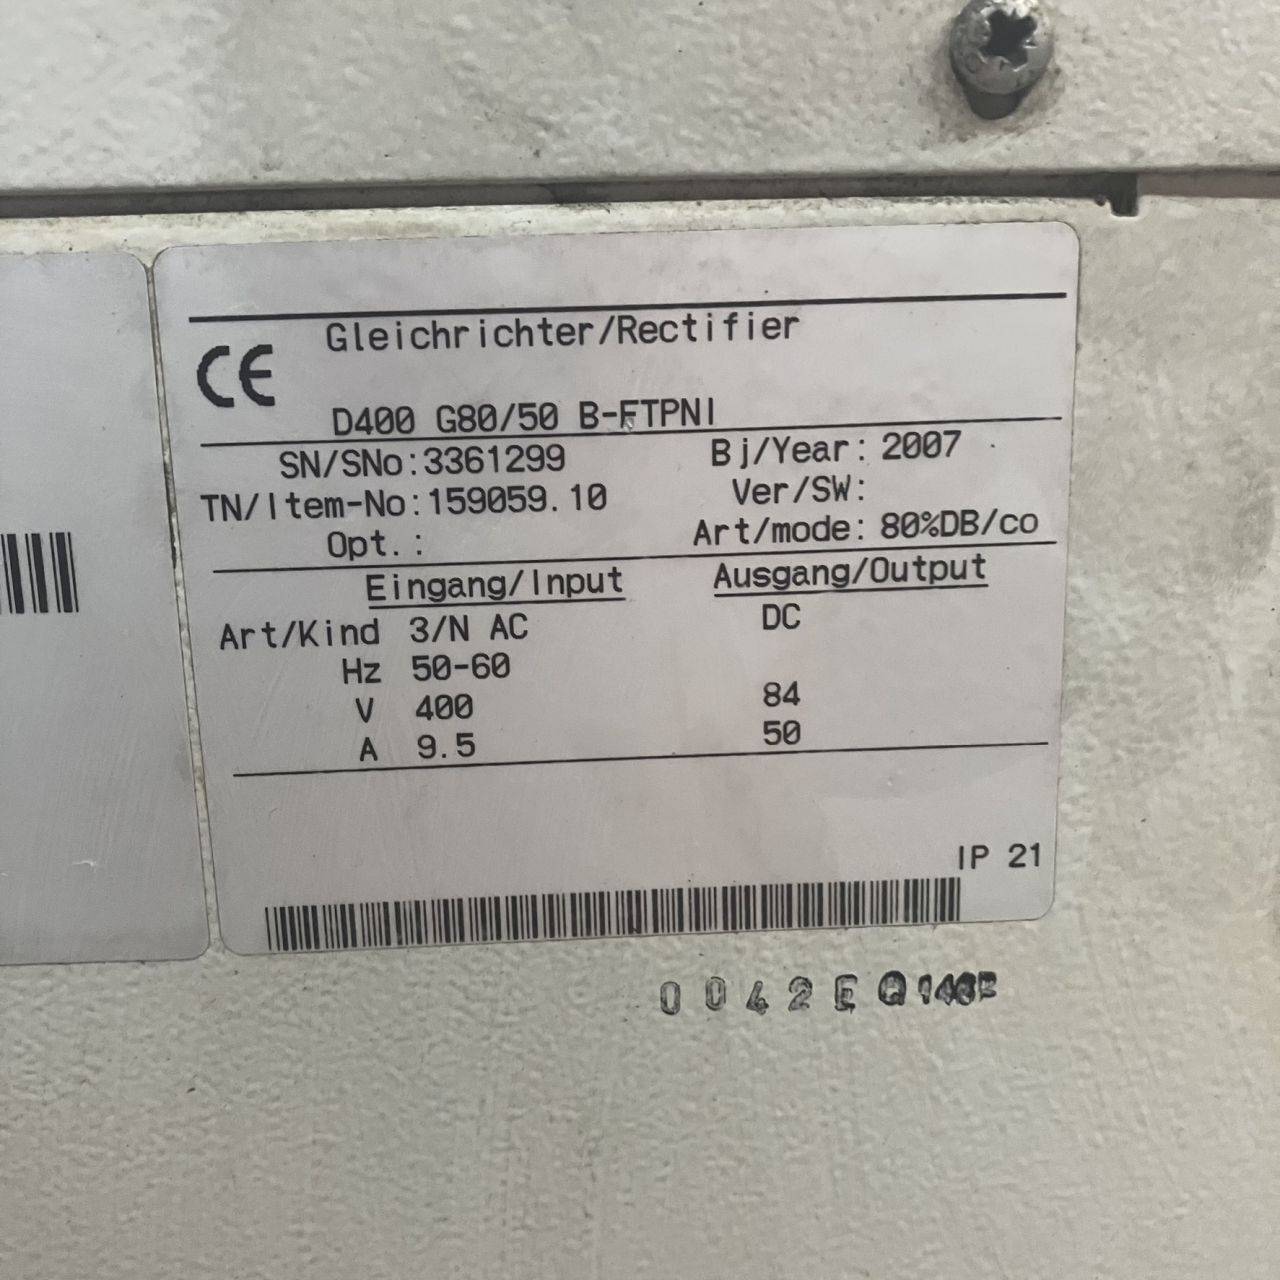 Gleichrichter/Rectifier
CE
D400 G80/50 B-FTPNI
SN/SNo:3361299 Bj/Year: 2007
TN/Item-No:159059.10 Ver/SW:
Opt.: Art/mode: 80%DB/co
Eingang/Input Ausgang/Output
Art/Kind 3/N AC DC
Hz 50-60
V 400 84
A 9.5 50
IP 21
0042E